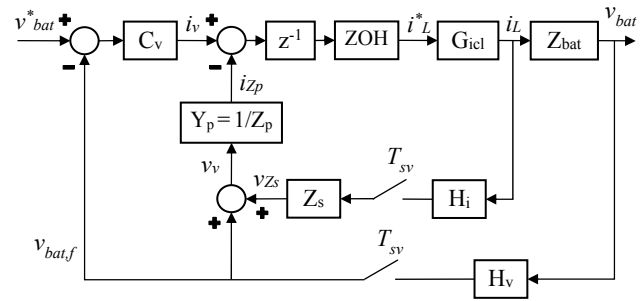 v*bat + − Cv iv + − z-1 ZOH i*L Gicl iL Zbat vbat
iZp
Yp = 1/Zp
vv vZs Zs Tsv Hi
+ +
vbat,f Tsv Hv